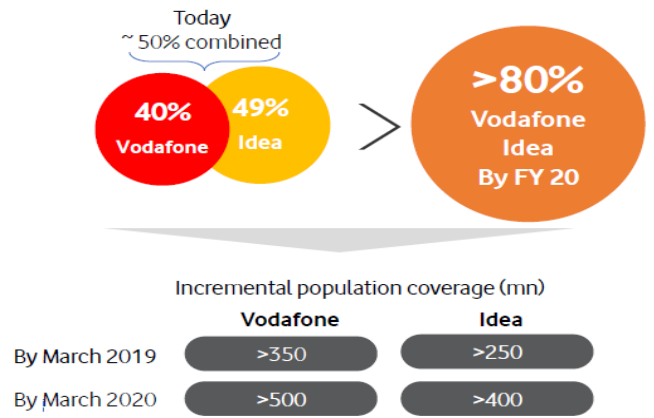 Today
~ 50% combined
40%
Vodafone
49%
Idea
>
>80%
Vodafone
Idea
By FY 20
Incremental population coverage (mn)
Vodafone Idea
By March 2019 >350 >250
By March 2020 >500 >400